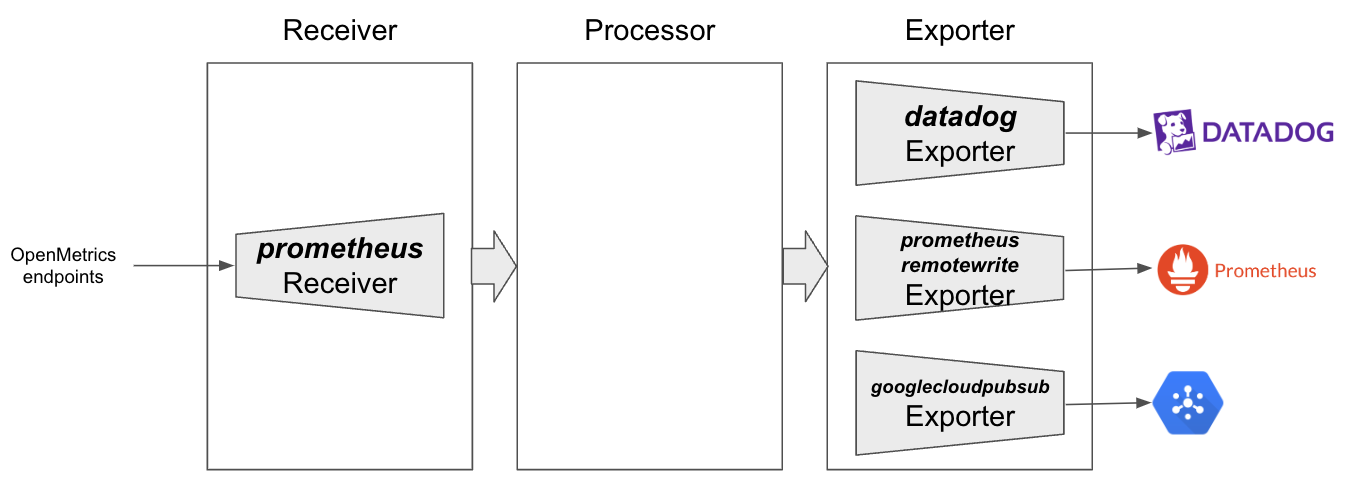 Receiver
Processor
Exporter
OpenMetrics
endpoints
prometheus
Receiver
datadog
Exporter
DATADOG
prometheus
remotewrite
Exporter
Prometheus
googlecloudpubsub
Exporter